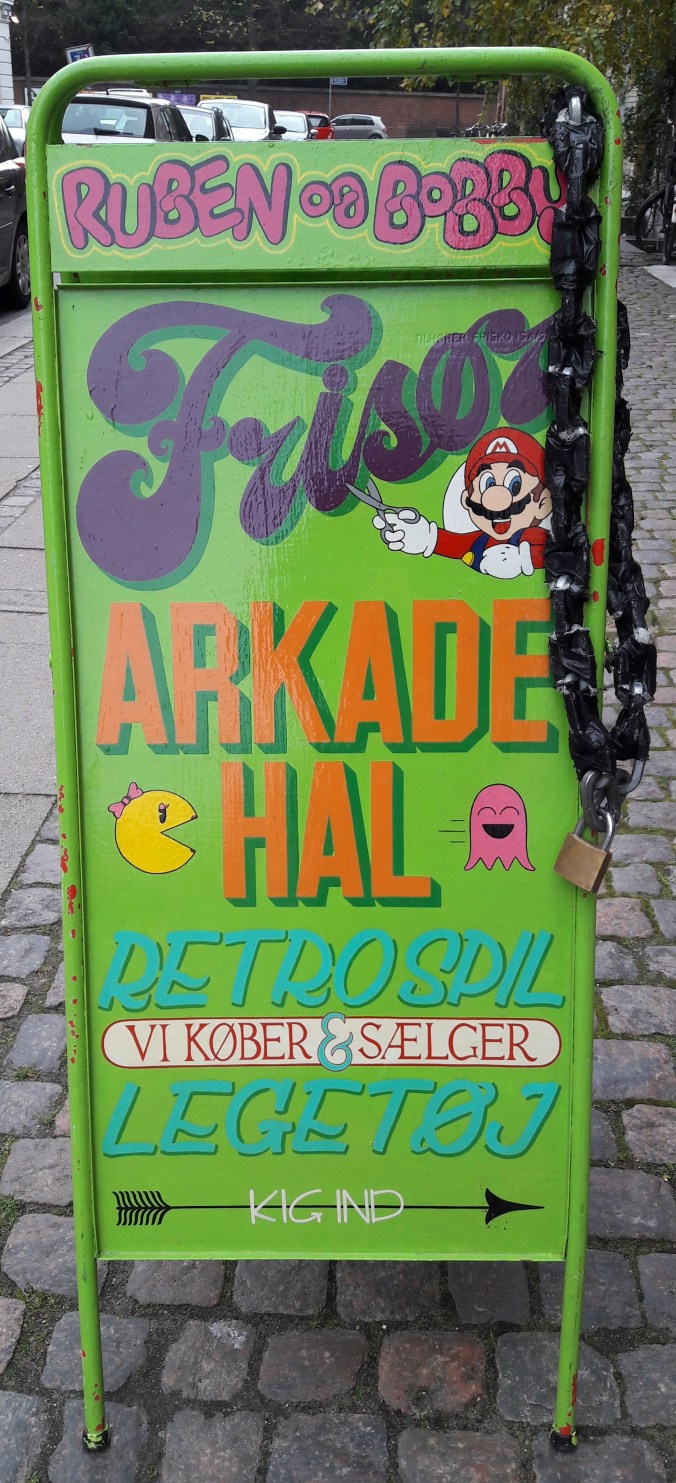 RUBEN OG BOBBY
Frisør
M
ARKADE
HAL
RETROSPIL
VI KØBER & SÆLGER
LEGETØJ
KIG IND